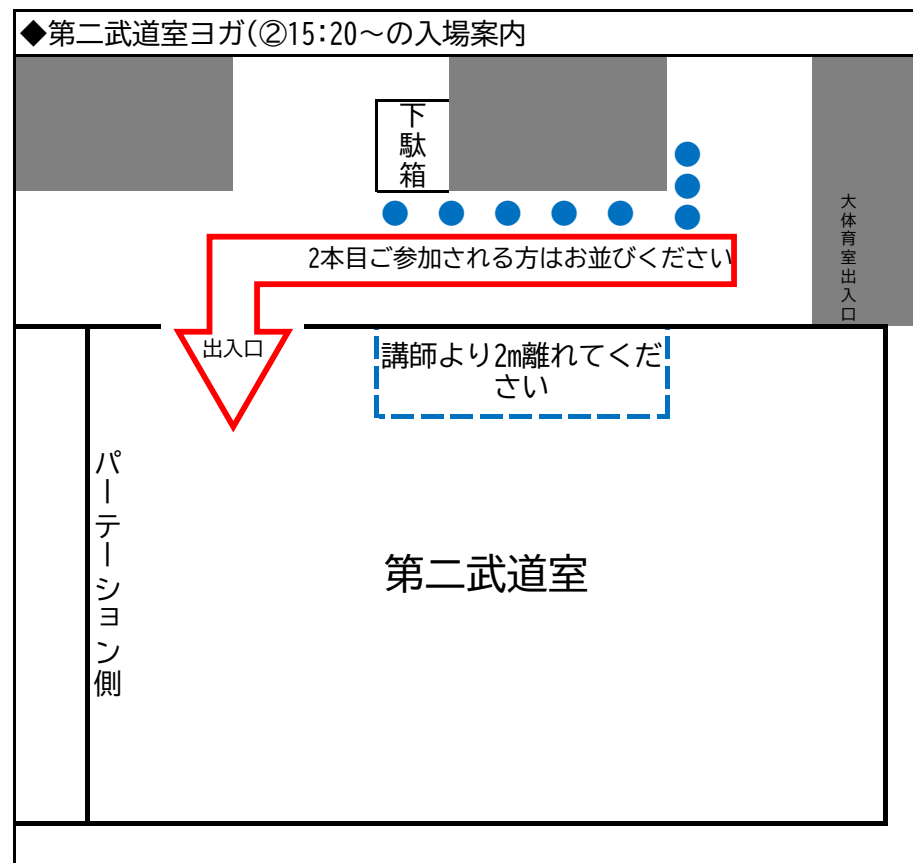 ◆第二武道室ヨガ(②15:20～の入場案内
下駄箱
大体育室出入口
2本目ご参加される方はお並びください
出入口
講師より2m離れてくだ
さい
パーテーション側
第二武道室